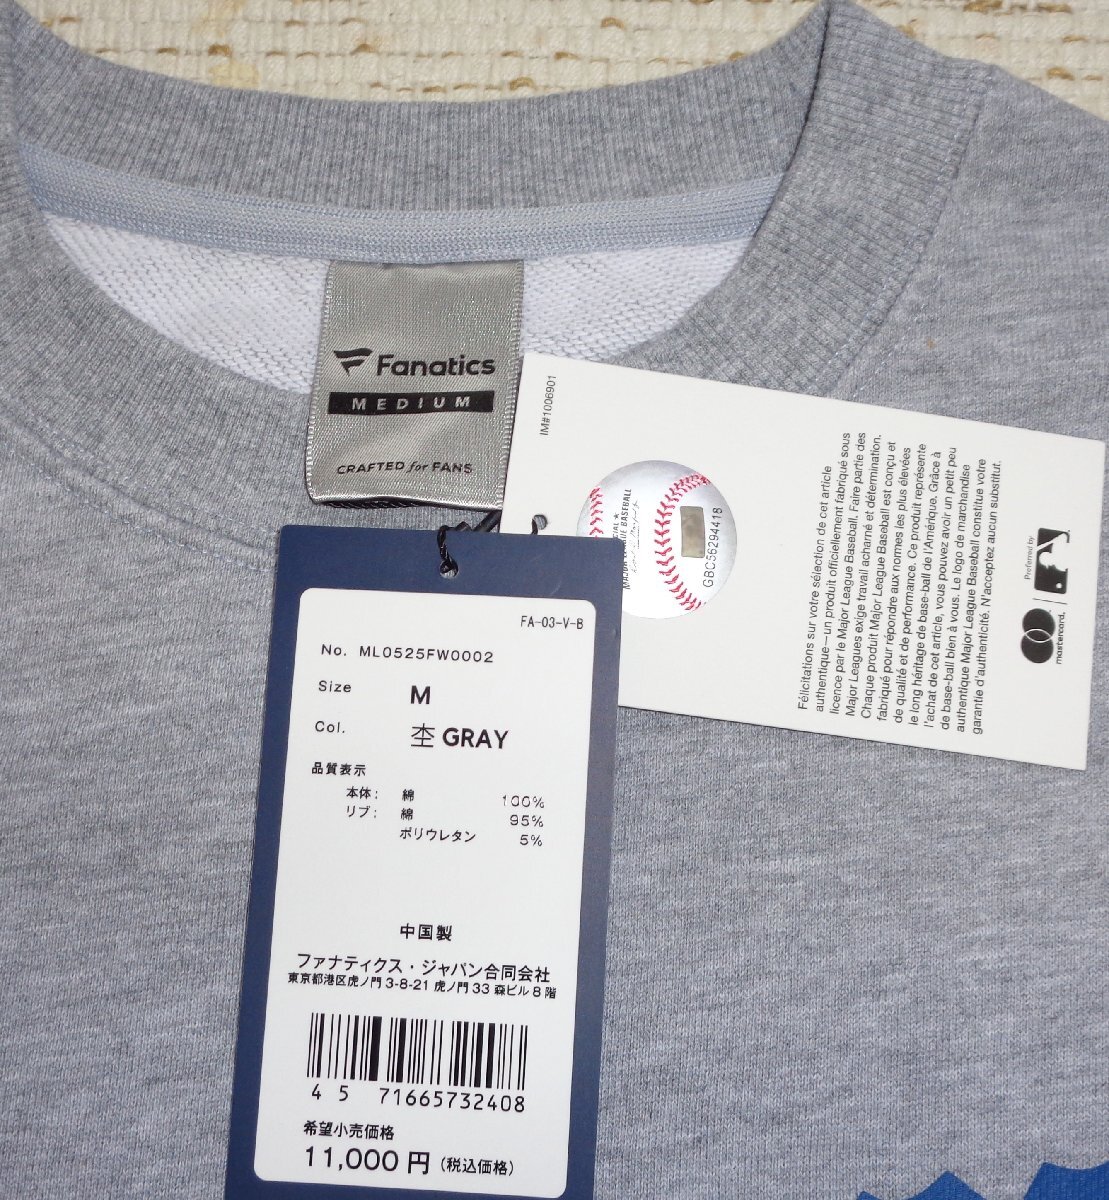 Fanatics
MEDIUM
CRAFTED for FANS
FA-03-V-B
No. ML0525FW0002
Size M
Col. 杢 GRAY
品質表示
本体: 綿 100%
リブ: 綿 95%
ポリウレタン 5%
中国製
ファナティクス・ジャパン合同会社
東京都港区虎ノ門 3-8-21 虎ノ門 33 森ビル 8 階
4571665732408
希望小売価格
11,000 円 (税込価格)
IM#1006901
MAJOR LEAGUE BASEBALL
GBC56294418
Félicitations sur votre sélection de cet article
authentique—un produit officiellement fabriqué sous
licence par le Major League Baseball. Faire partie des
Major Leagues exige travail acharné et détermination.
Chaque produit Major League Baseball est conçu et
fabriqué pour répondre aux normes les plus élevées
de qualité et de performance. Ce produit représente
le long héritage de base-ball de l'Amérique. Grâce à
l'achat de cet article, vous pouvez avoir un petit peu
de base-ball bien à vous. Le logo de marchandise
authentique Major League Baseball constitue votre
garantie d'authenticité. N'acceptez aucun substitut.
Preferred by
mastercard.